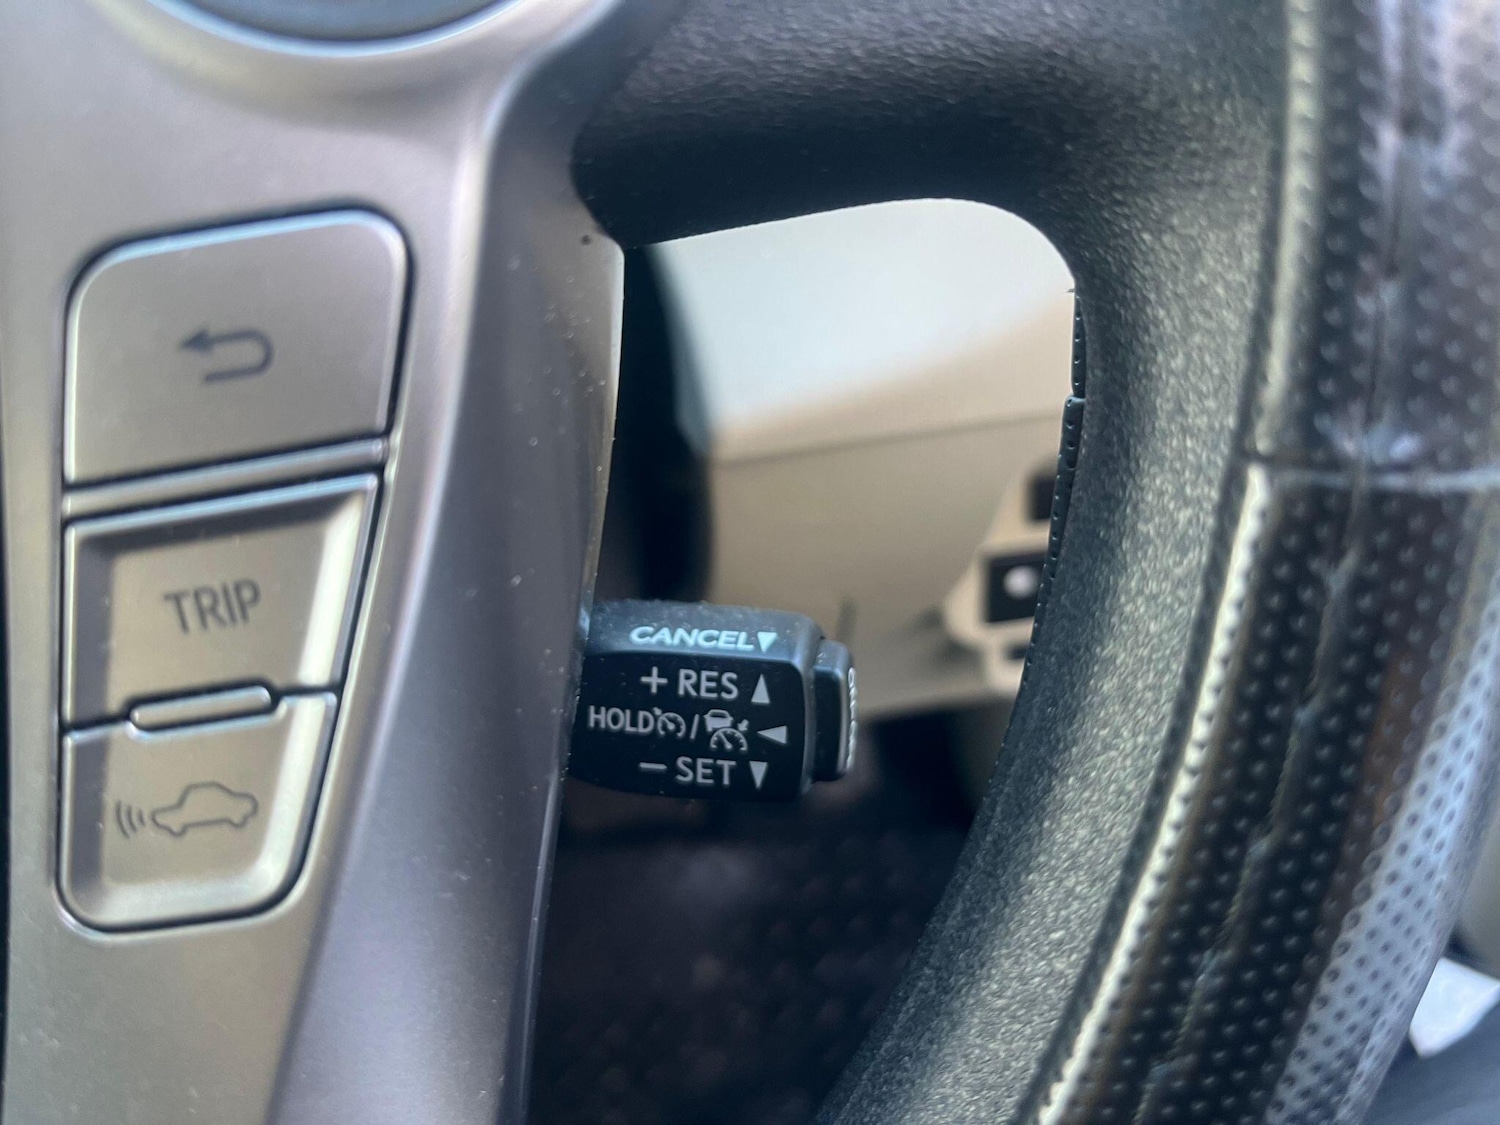 TRIP
CANCEL▼
+ RES ▲
HOLD / ◀
− SET ▼